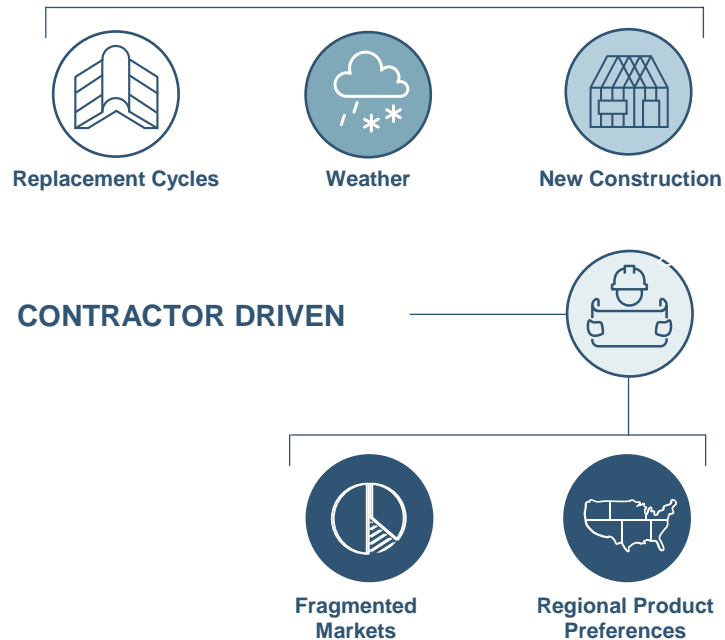 Replacement Cycles
Weather
New Construction
CONTRACTOR DRIVEN
Fragmented
Markets
Regional Product
Preferences